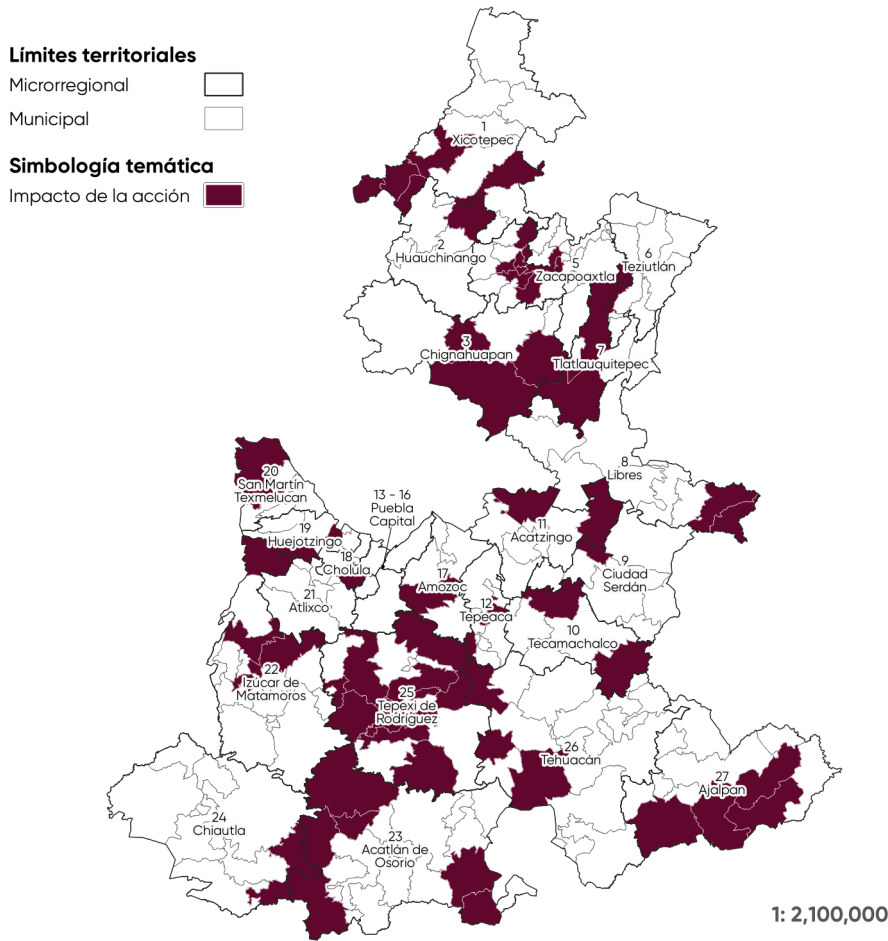 Límites territoriales
Microrregional
Municipal
Simbología temática
Impacto de la acción
1
Xicotepec
2
Huauchinango
5
Zacapoaxtla
6
Teziutlán
3
Chignahuapan
7
Tlatlauquitepec
8
Libres
20
San Martín
Texmelucan
13 - 16
Puebla
Capital
19
Huejotzingo
18
Cholula
11
Acatzingo
9
Ciudad
Serdán
17
Amozoc
21
Atlixco
12
Tepeaca
10
Tecamachalco
22
Izúcar de
Matamoros
25
Tepexi de
Rodríguez
26
Tehuacán
27
Ajalpan
24
Chiautla
23
Acatlán de
Osorio
1: 2,100,000